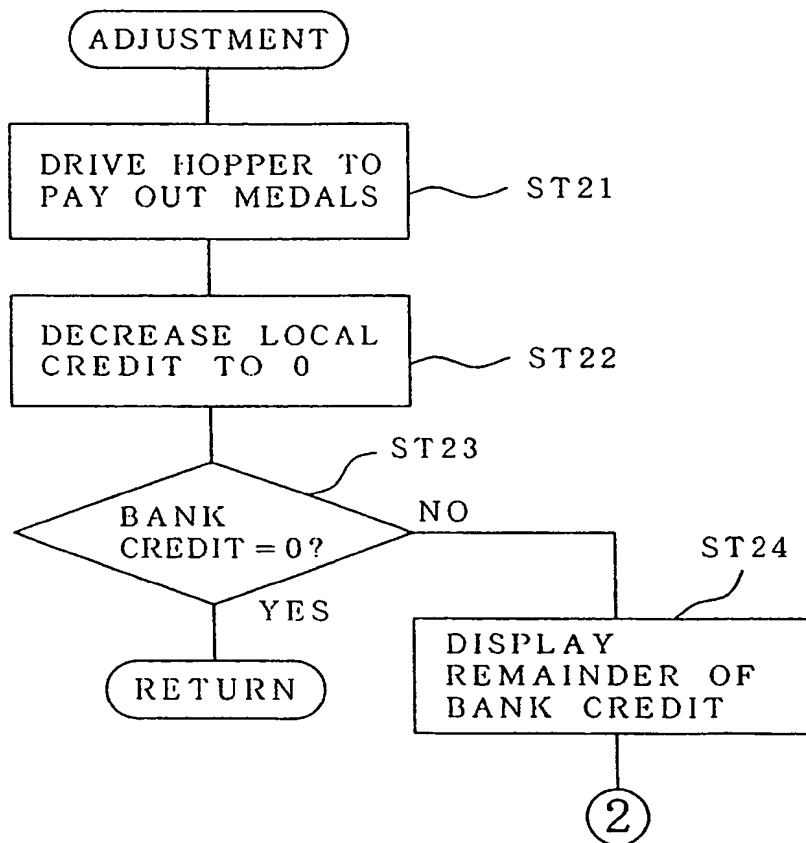 ADJUSTMENT
DRIVE HOPPER TO
PAY OUT MEDALS
ST21
DECREASE LOCAL
CREDIT TO 0
ST22
ST23
BANK
CREDIT=0?
NO
YES
RETURN
ST24
DISPLAY
REMAINDER OF
BANK CREDIT
2